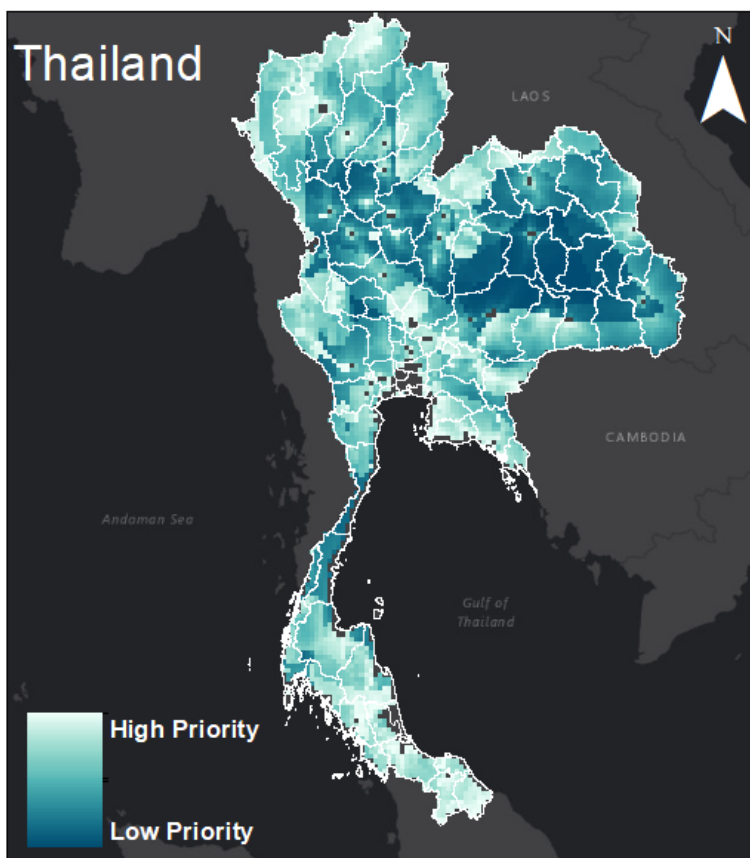 Thailand
N
LAOS
CAMBODIA
Andaman Sea
Gulf of
Thailand
High Priority
Low Priority